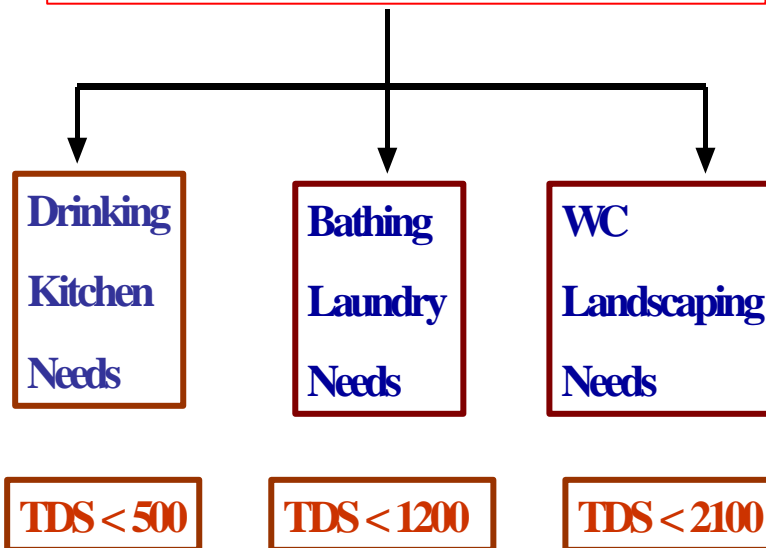 Drinking
Kitchen
Needs
Bathing
Laundry
Needs
WC
Landscaping
Needs
TDS < 500
TDS < 1200
TDS < 2100